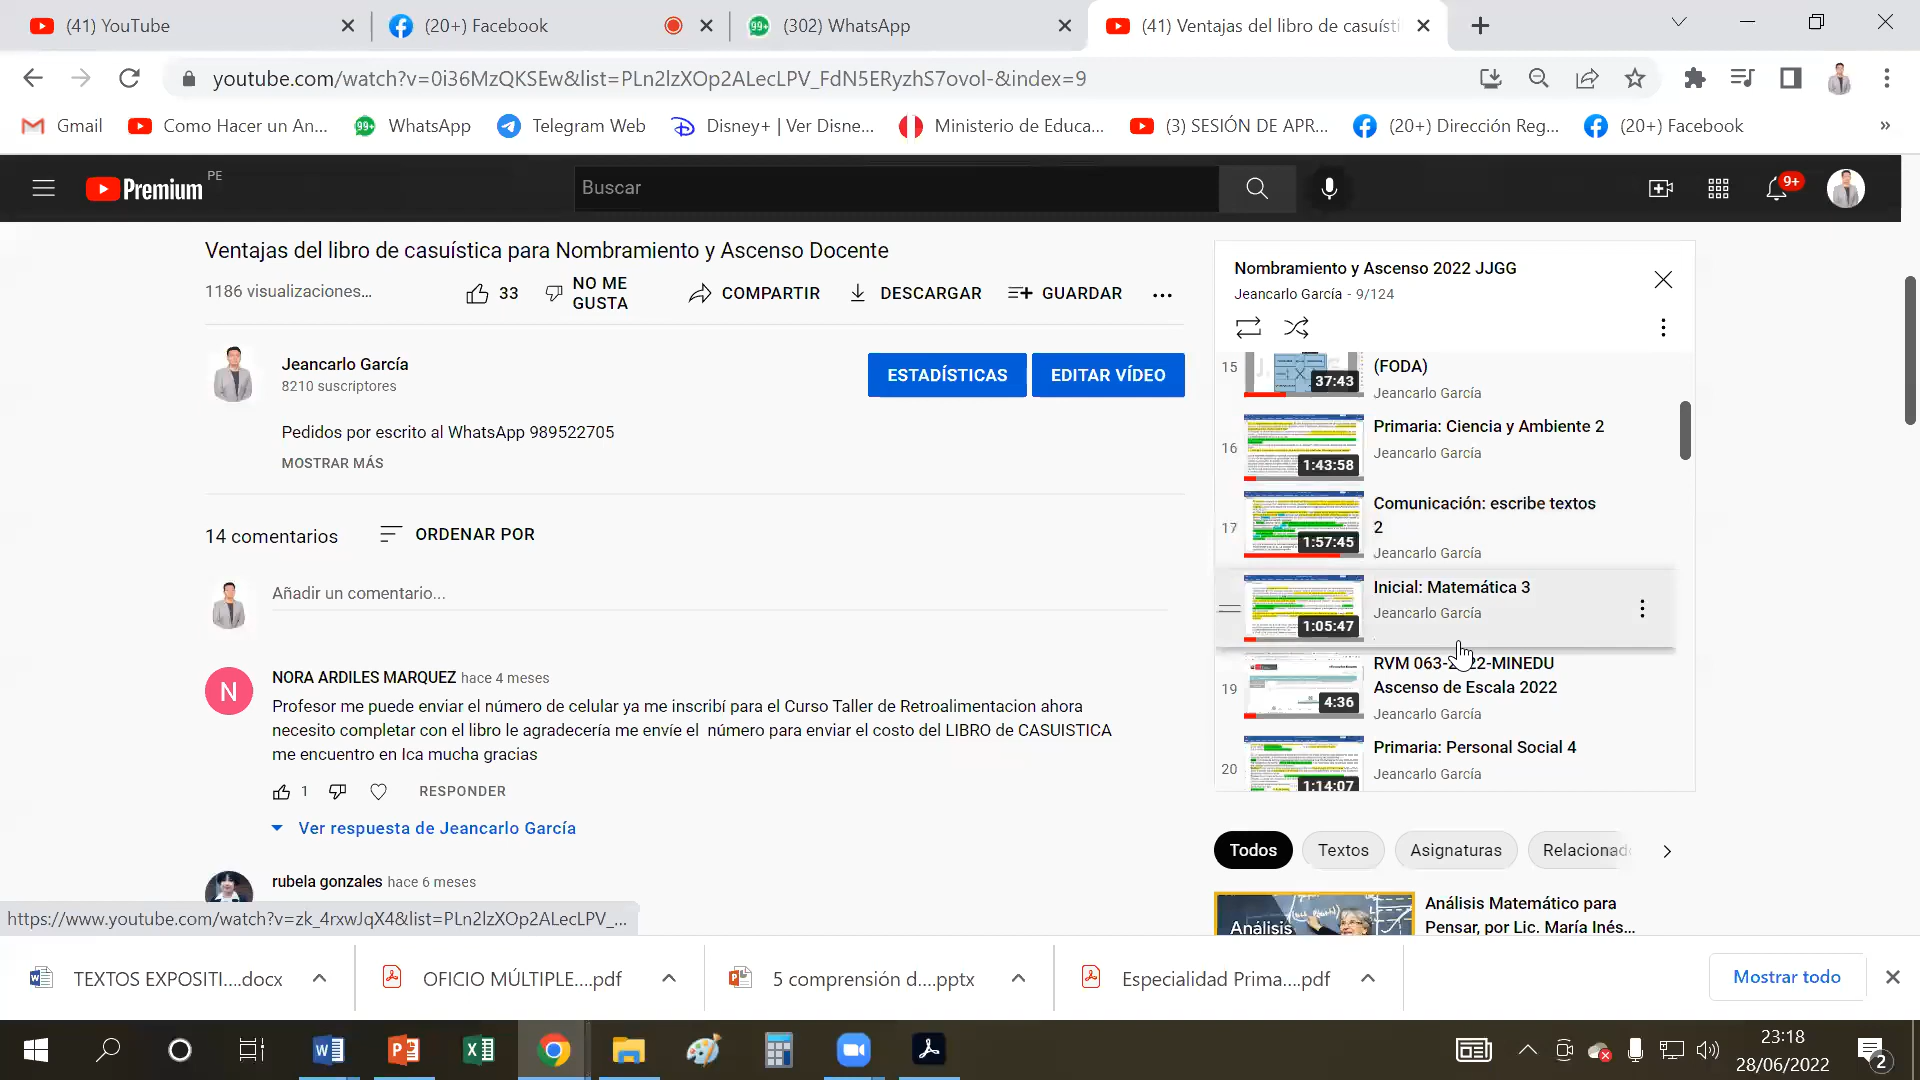 (41) YouTube
(20+) Facebook
99+
(302) WhatsApp
(41) Ventajas del libro de casuísti
youtube.com/watch?v=0i36MzQKSEw&list=PLn2lzXOp2ALecLPV_FdN5ERyzhS7ovol-&index=9
Gmail
Como Hacer un An...
99+
WhatsApp
Telegram Web
Disney+ | Ver Disne...
Ministerio de Educa...
(3) SESIÓN DE APR...
(20+) Dirección Reg...
(20+) Facebook
»
Premium PE
Buscar
9+
Ventajas del libro de casuística para Nombramiento y Ascenso Docente
1186 visualizaciones...
33
NO ME GUSTA
COMPARTIR
DESCARGAR
GUARDAR
Jeancarlo García
8210 suscriptores
ESTADÍSTICAS
EDITAR VÍDEO
Pedidos por escrito al WhatsApp 989522705
MOSTRAR MÁS
14 comentarios
ORDENAR POR
Añadir un comentario...
N
NORA ARDILES MARQUEZ hace 4 meses
Profesor me puede enviar el número de celular ya me inscribí para el Curso Taller de Retroalimentacion ahora
necesito completar con el libro le agradecería me envíe el número para enviar el costo del LIBRO de CASUISTICA
me encuentro en Ica mucha gracias
1
RESPONDER
Ver respuesta de Jeancarlo García
rubela gonzales hace 6 meses
https://www.youtube.com/watch?v=zk_4rxwJqX4&list=PLn2lzXOp2ALecLPV_...
Nombramiento y Ascenso 2022 JJGG
Jeancarlo García - 9/124
15
37:43
(FODA)
Jeancarlo García
16
1:43:58
Primaria: Ciencia y Ambiente 2
Jeancarlo García
17
1:57:45
Comunicación: escribe textos
2
Jeancarlo García
1:05:47
Inicial: Matemática 3
Jeancarlo García
19
4:36
RVM 063-2022-MINEDU
Ascenso de Escala 2022
Jeancarlo García
20
1:14:07
Primaria: Personal Social 4
Jeancarlo García
Todos
Textos
Asignaturas
Relacionado
Análisis
Análisis Matemático para
Pensar, por Lic. María Inés...
TEXTOS EXPOSITI....docx
OFICIO MÚLTIPLE....pdf
5 comprensión d....pptx
Especialidad Prima....pdf
Mostrar todo
23:18
28/06/2022
2